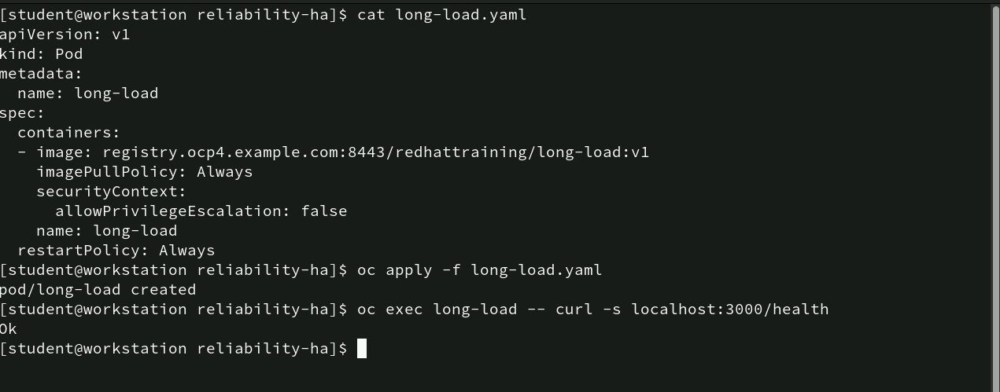 [student@workstation reliability-ha]$ cat long-load.yaml
apiVersion: v1
kind: Pod
metadata:
  name: long-load
spec:
  containers:
  - image: registry.ocp4.example.com:8443/redhattraining/long-load:v1
    imagePullPolicy: Always
    securityContext:
      allowPrivilegeEscalation: false
    name: long-load
  restartPolicy: Always
[student@workstation reliability-ha]$ oc apply -f long-load.yaml
pod/long-load created
[student@workstation reliability-ha]$ oc exec long-load -- curl -s localhost:3000/health
Ok
[student@workstation reliability-ha]$